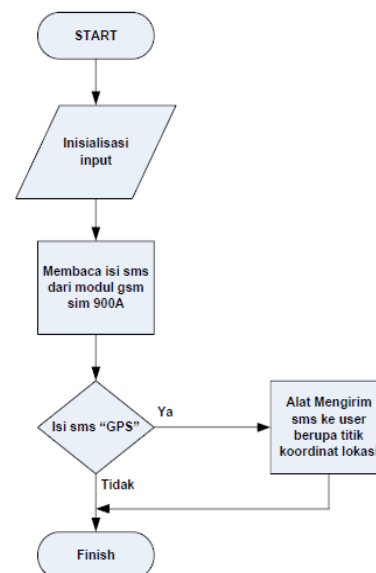 START
Inisialisasi
input
Membaca isi sms
dari modul gsm
sim 900A
Isi sms “GPS”
Ya
Alat Mengirim
sms ke user
berupa titik
koordinat lokasi
Tidak
Finish